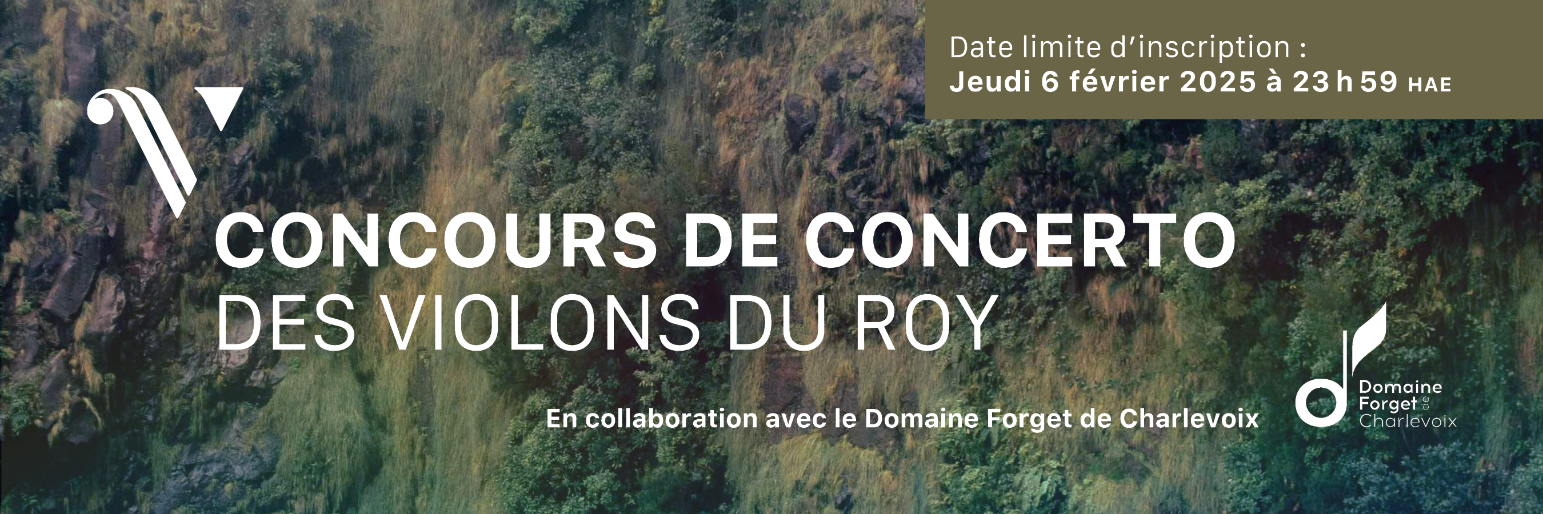 Date limite d’inscription :
Jeudi 6 février 2025 à 23 h 59 HAE
CONCOURS DE CONCERTO
DES VIOLONS DU ROY
En collaboration avec le Domaine Forget de Charlevoix
Domaine
Forget de
Charlevoix